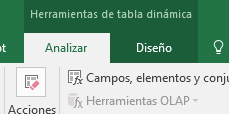 Herramientas de tabla dinámica
Analizar Diseño
Campos, elementos y conju
Acciones
Herramientas OLAP